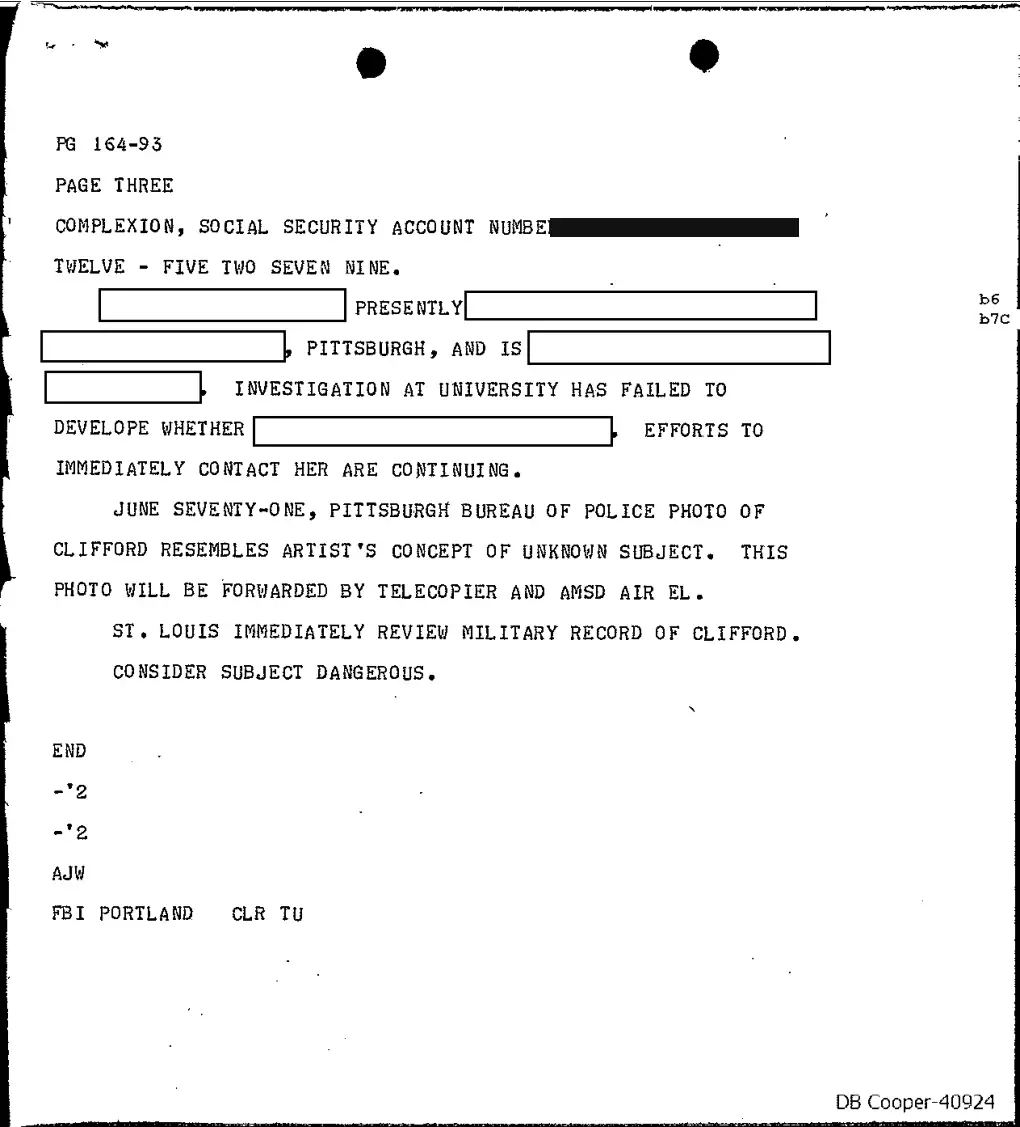 PG 164-93
PAGE THREE
COMPLEXION, SOCIAL SECURITY ACCOUNT NUMBE
TWELVE - FIVE TWO SEVEN NINE.
PRESENTLY
b6
b7C
, PITTSBURGH, AND IS
. INVESTIGATION AT UNIVERSITY HAS FAILED TO
DEVELOPE WHETHER . EFFORTS TO
IMMEDIATELY CONTACT HER ARE CONTINUING.
JUNE SEVENTY-ONE, PITTSBURGH BUREAU OF POLICE PHOTO OF
CLIFFORD RESEMBLES ARTIST'S CONCEPT OF UNKNOWN SUBJECT. THIS
PHOTO WILL BE FORWARDED BY TELECOPIER AND AMSD AIR EL.
ST. LOUIS IMMEDIATELY REVIEW MILITARY RECORD OF CLIFFORD.
CONSIDER SUBJECT DANGEROUS.
END
-'2
-'2
AJW
FBI PORTLAND CLR TU
DB Cooper-40924